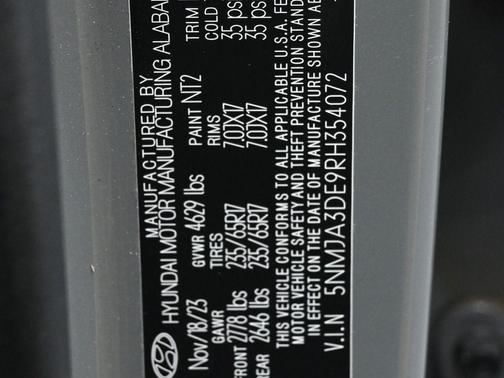 MANUFACTURED BY
HYUNDAI MOTOR MANUFACTURING ALABA
Nov/18/23 GVWR 4629 lbs PAINT NT2 TRIM
GAWR TIRES RIMS COLD T
FRONT 2778 lbs 235/65R17 7.0JX17 35 ps
REAR 2646 lbs 235/65R17 7.0JX17 35 ps
THIS VEHICLE CONFORMS TO ALL APPLICABLE U.S.A. FE
MOTOR VEHICLE SAFETY AND THEFT PREVENTION STAND
IN EFFECT ON THE DATE OF MANUFACTURE SHOWN AB
V.I.N 5NMJA3DE9RH354072